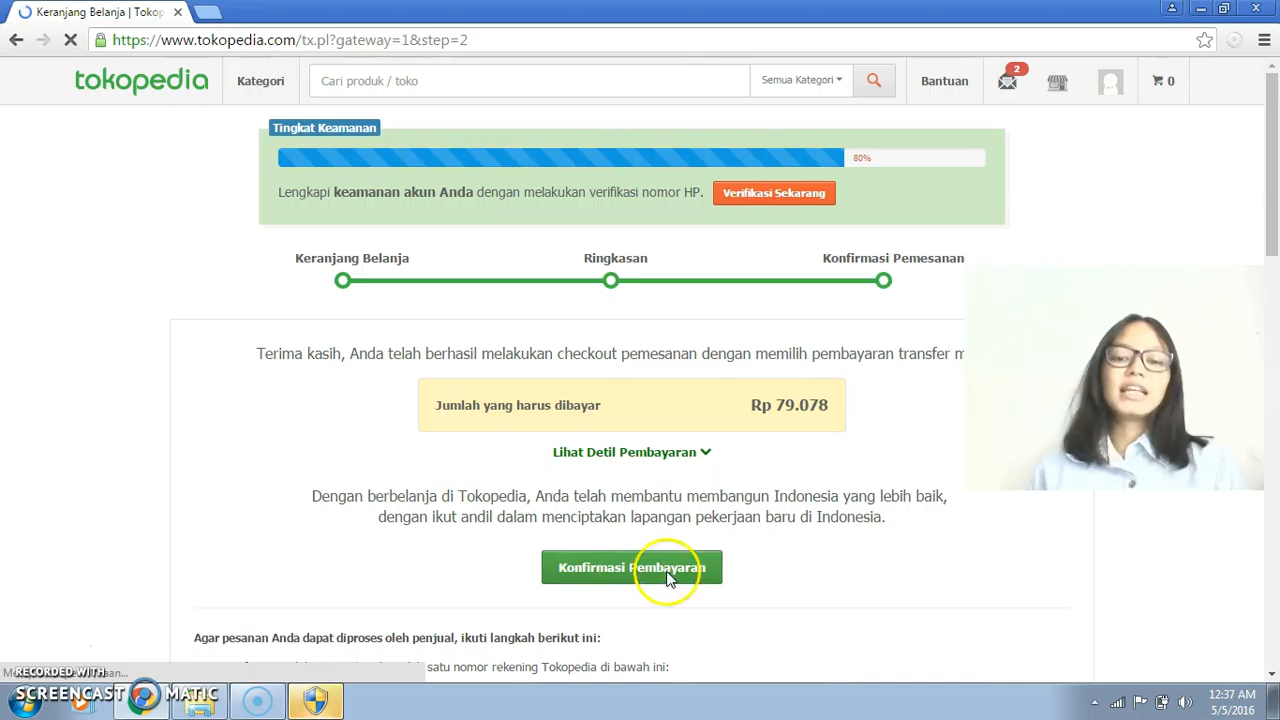 Keranjang Belanja | Tokop
https://www.tokopedia.com/tx.pl?gateway=1&step=2
tokopedia
Kategori
Cari produk / toko
Semua Kategori
Bantuan
2
0
Tingkat Keamanan
80%
Lengkapi keamanan akun Anda dengan melakukan verifikasi nomor HP.
Verifikasi Sekarang
Keranjang Belanja
Ringkasan
Konfirmasi Pemesanan
Terima kasih, Anda telah berhasil melakukan checkout pemesanan dengan memilih pembayaran transfer m
Jumlah yang harus dibayar
Rp 79.078
Lihat Detil Pembayaran
Dengan berbelanja di Tokopedia, Anda telah membantu membangun Indonesia yang lebih baik,
dengan ikut andil dalam menciptakan lapangan pekerjaan baru di Indonesia.
Konfirmasi Pembayaran
Agar pesanan Anda dapat diproses oleh penjual, ikuti langkah berikut ini:
satu nomor rekening Tokopedia di bawah ini:
RECORDED WITH
SCREENCAST MATIC
12:37 AM
5/5/2016